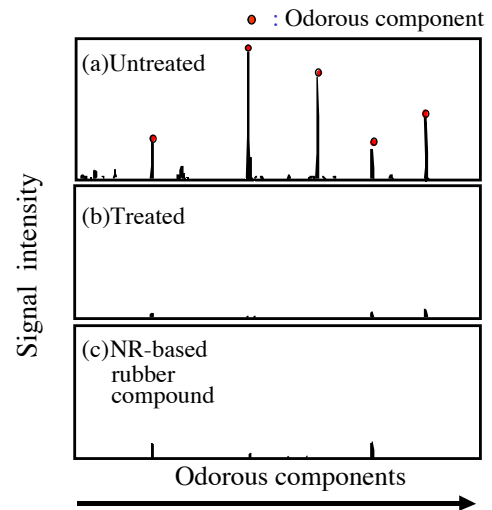 : Odorous component
(a)Untreated
(b)Treated
(c)NR-based
rubber
compound
Signal intensity
Odorous components